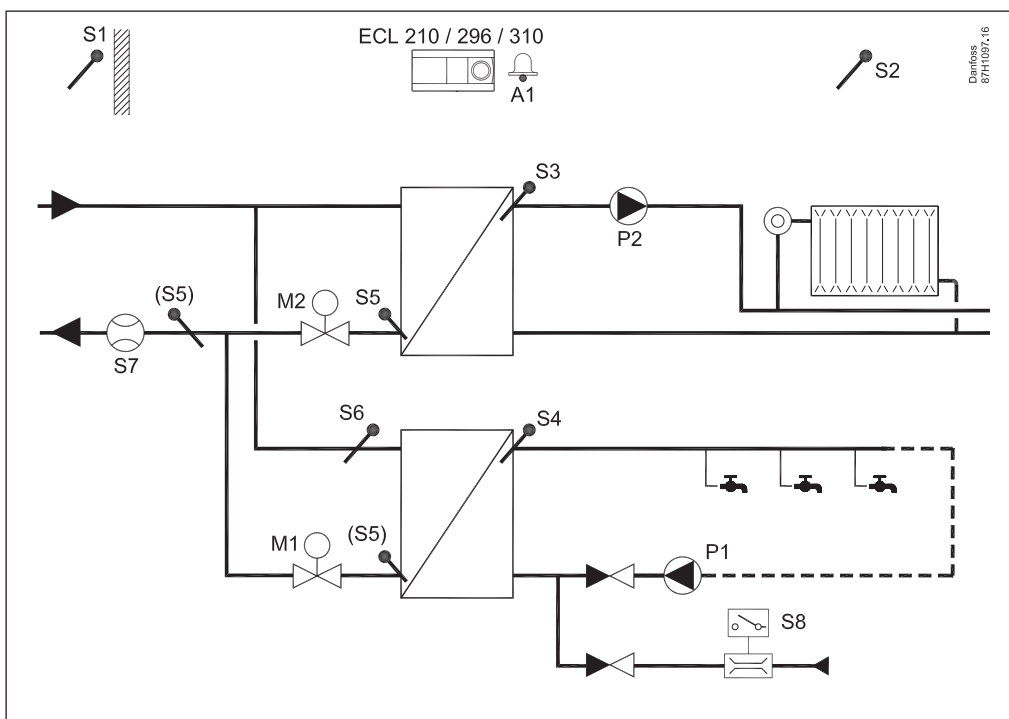 S1
ECL 210 / 296 / 310
A1
S2
Danfoss
87H1097.16
S3
P2
(S5)
M2
S5
S7
S6
S4
M1
(S5)
P1
S8